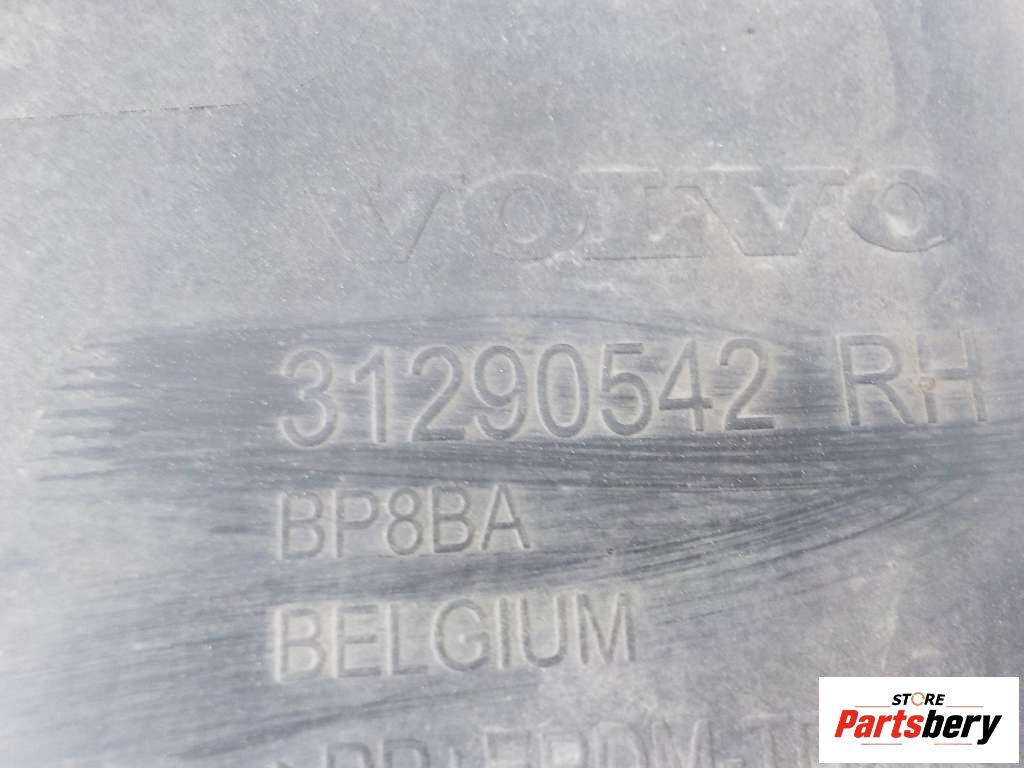 VOLVO
31290542 RH
BP8BA
BELGIUM
STORE
Partsbery